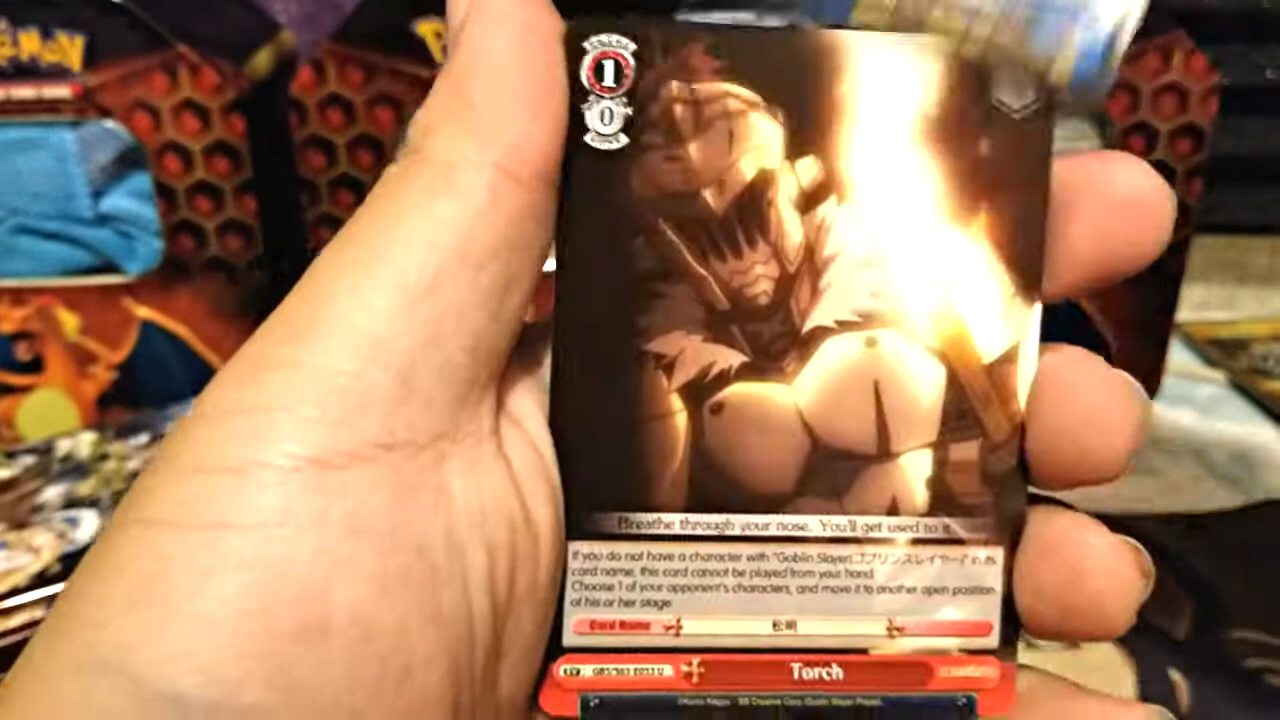 Pokémon
1
0
Breathe through your nose. You'll get used to it.
If you do not have a character with "Goblin Slayer(ゴブリンスレイヤー)" in its
card name, this card cannot be played from your hand.
Choose 1 of your opponent's characters, and move it to another open position
of his or her stage.
Card Name
松明
Torch